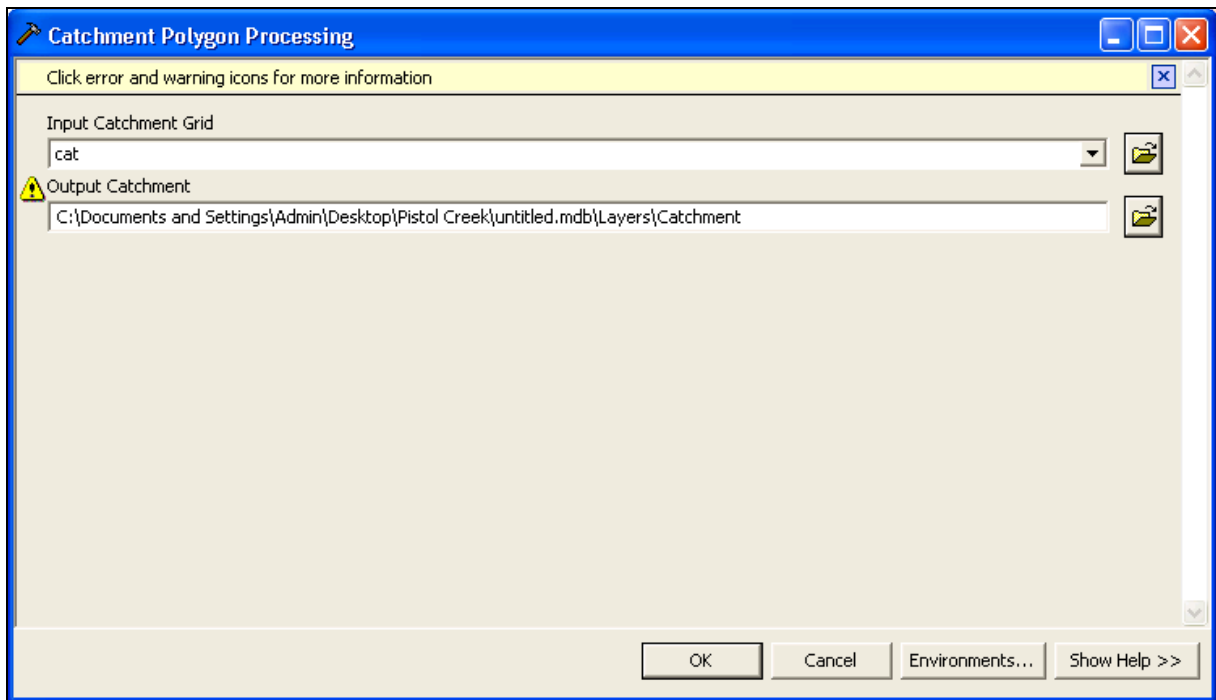 Catchment Polygon Processing
Click error and warning icons for more information
Input Catchment Grid
cat
Output Catchment
C:\Documents and Settings\Admin\Desktop\Pistol Creek\untitled.mdb\Layers\Catchment
OK Cancel Environments... Show Help >>